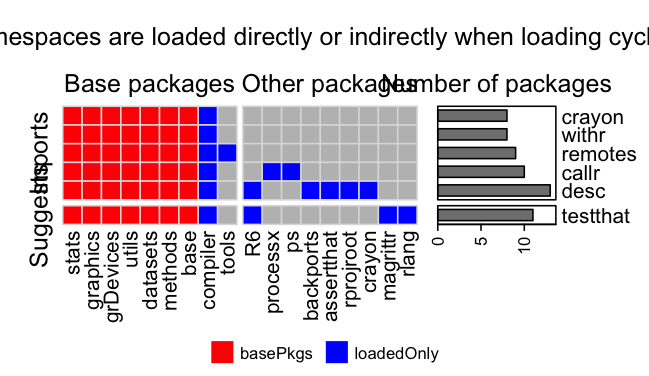 mespaces are loaded directly or indirectly when loading cycl
Base packages
Other packages
Number of packages
Imports
Suggests
crayon
withr
remotes
callr
desc
testthat
stats
graphics
grDevices
utils
datasets
methods
base
compiler
tools
R6
processx
ps
backports
assertthat
rprojroot
crayon
magrittr
rlang
0
5
10
basePkgs
loadedOnly